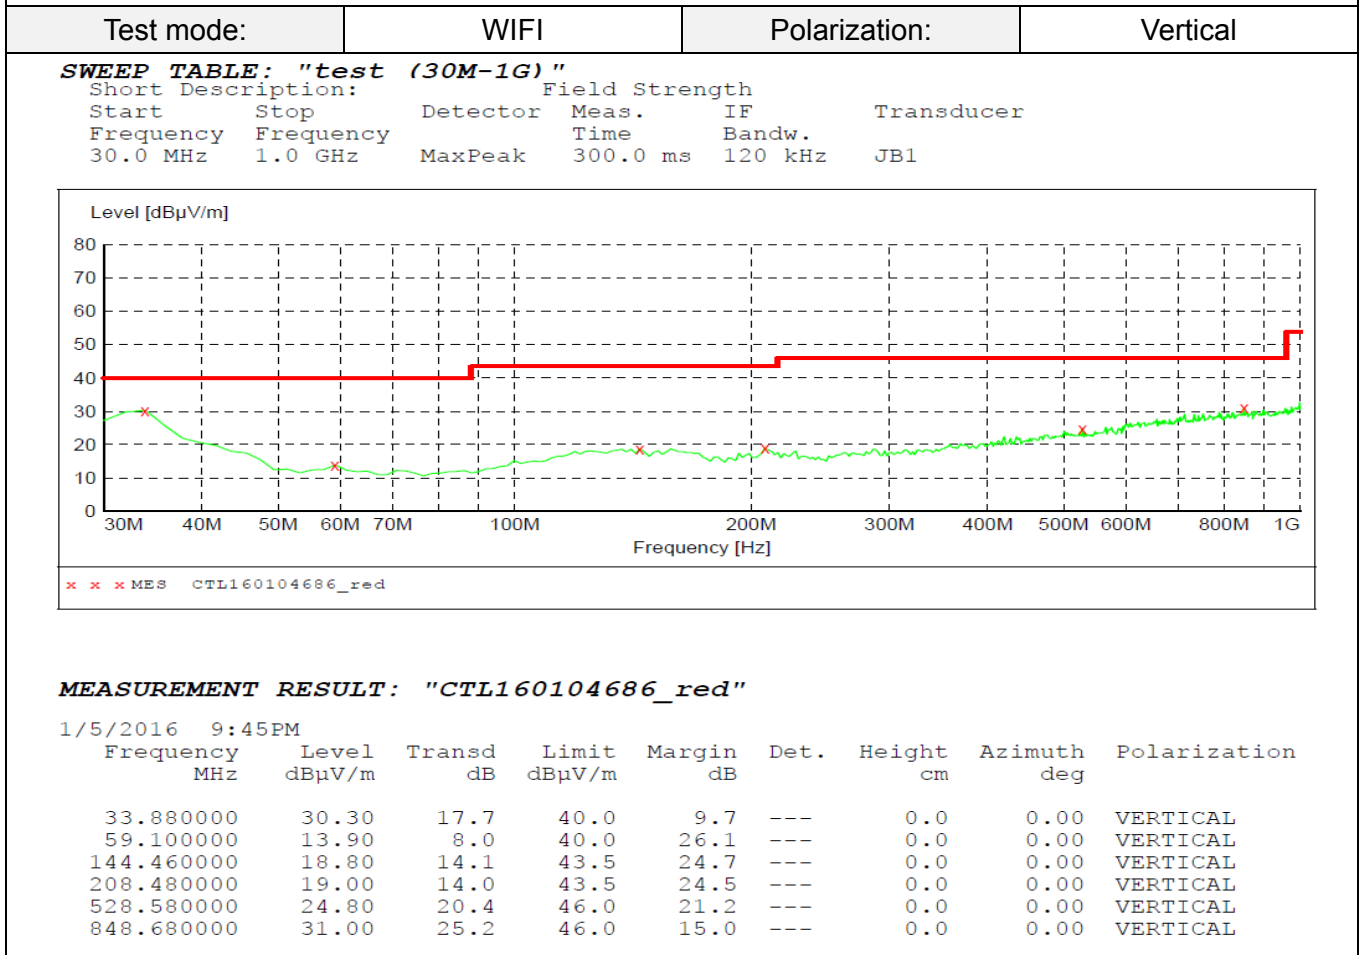 Test mode: WIFI Polarization: Vertical
SWEEP TABLE: "test (30M-1G)"
Short Description: Field Strength
Start Stop Detector Meas. IF Transducer
Frequency Frequency Time Bandw.
30.0 MHz 1.0 GHz MaxPeak 300.0 ms 120 kHz JB1
Level [dBµV/m]
80
70
60
50
40
30
20
10
0
30M 40M 50M 60M 70M 100M 200M 300M 400M 500M 600M 800M 1G
Frequency [Hz]
x x x MES CTL160104686_red
MEASUREMENT RESULT: "CTL160104686_red"
1/5/2016 9:45PM
Frequency Level Transd Limit Margin Det. Height Azimuth Polarization
MHz dBµV/m dB dBµV/m dB cm deg
33.880000 30.30 17.7 40.0 9.7 --- 0.0 0.00 VERTICAL
59.100000 13.90 8.0 40.0 26.1 --- 0.0 0.00 VERTICAL
144.460000 18.80 14.1 43.5 24.7 --- 0.0 0.00 VERTICAL
208.480000 19.00 14.0 43.5 24.5 --- 0.0 0.00 VERTICAL
528.580000 24.80 20.4 46.0 21.2 --- 0.0 0.00 VERTICAL
848.680000 31.00 25.2 46.0 15.0 --- 0.0 0.00 VERTICAL